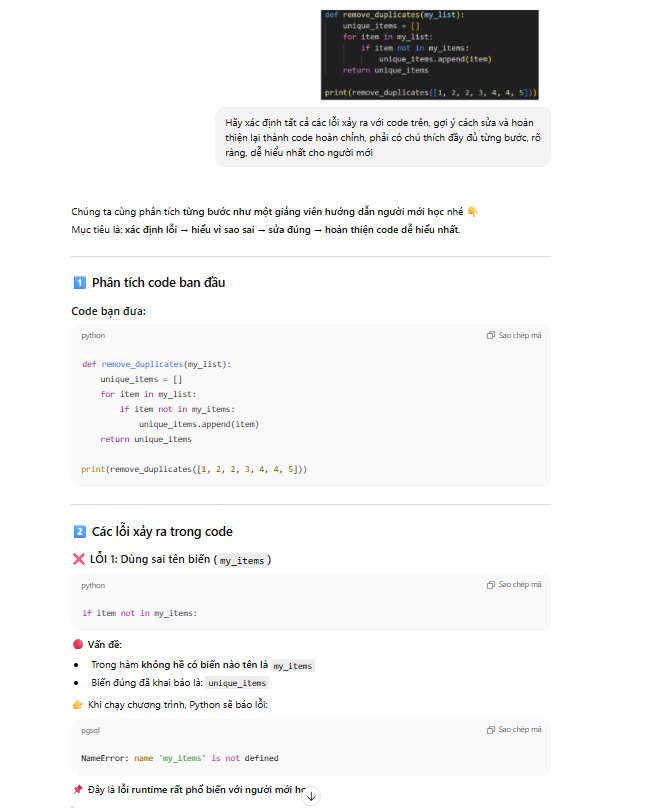 def remove_duplicates(my_list):
unique_items = []
for item in my_list:
if item not in my_items:
unique_items.append(item)
return unique_items
print(remove_duplicates([1, 2, 2, 3, 4, 4, 5]))
Hãy xác định tất cả các lỗi xảy ra với code trên, gợi ý cách sửa và hoàn
thiện lại thành code hoàn chỉnh, phải có chú thích đầy đủ từng bước, rõ
ràng, dễ hiểu nhất cho người mới
Chúng ta cùng phân tích từng bước như một giảng viên hướng dẫn người mới học nhé 👇
Mục tiêu là: xác định lỗi → hiểu vì sao sai → sửa đúng → hoàn thiện code dễ hiểu nhất.
1️⃣ Phân tích code ban đầu
Code bạn đưa:
python Sao chép mã
def remove_duplicates(my_list):
unique_items = []
for item in my_list:
if item not in my_items:
unique_items.append(item)
return unique_items
print(remove_duplicates([1, 2, 2, 3, 4, 4, 5]))
2️⃣ Các lỗi xảy ra trong code
❌ LỖI 1: Dùng sai tên biến (my_items)
python Sao chép mã
if item not in my_items:
🔴 Vấn đề:
• Trong hàm không hề có biến nào tên là my_items
• Biến đúng đã khai báo là: unique_items
👉 Khi chạy chương trình, Python sẽ báo lỗi:
pgsql Sao chép mã
NameError: name 'my_items' is not defined
📌 Đây là lỗi runtime rất phổ biến với người mới